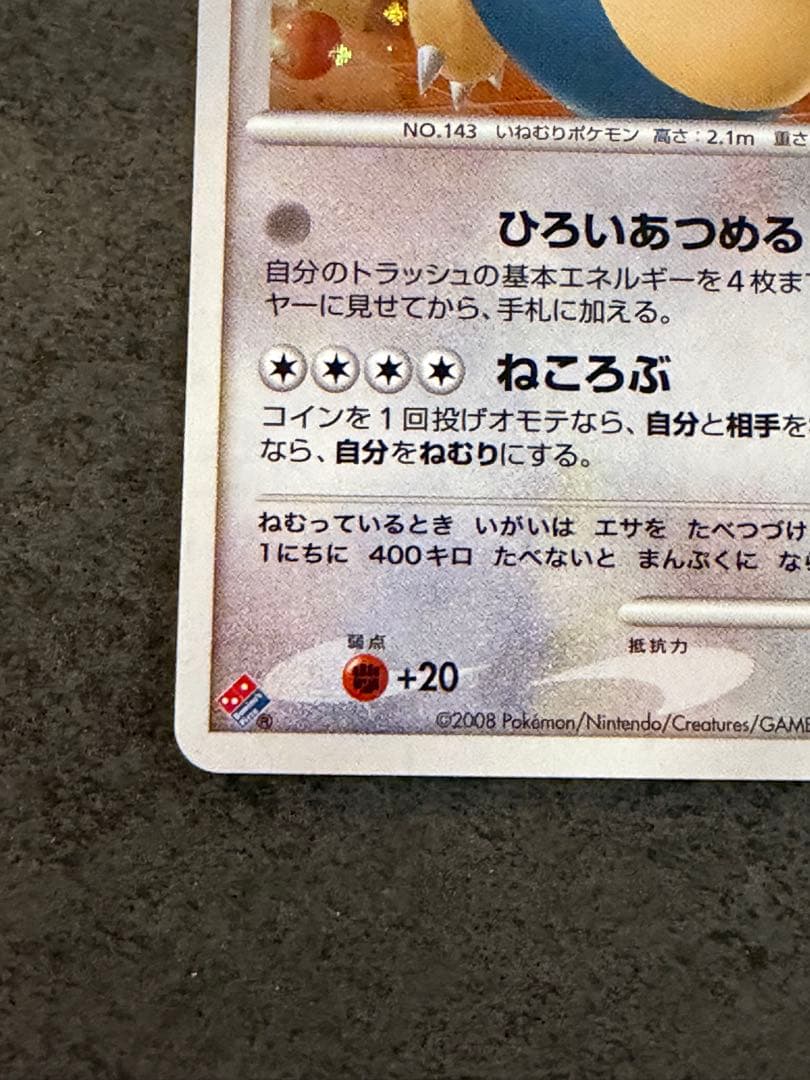 NO.143 いねむりポケモン 高さ：2.1m 重さ
ひろいあつめる
自分のトラッシュの基本エネルギーを4枚まで
ヤーに見せてから、手札に加える。
ねころぶ
コインを1回投げオモテなら、自分と相手を
なら、自分をねむりにする。
ねむっているとき いがいは エサを たべつづけ
1にちに 400キロ たべないと まんぷくに なら
弱点
抵抗力
+20
Domino's
Pizza
®
©2008 Pokémon/Nintendo/Creatures/GAME